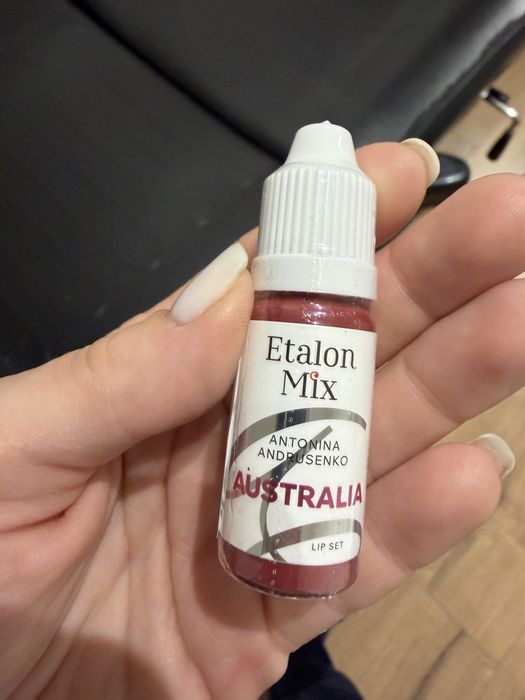 Etalon
Mix
ANTONINA
ANDRUSENKO
AUSTRALIA
LIP SET